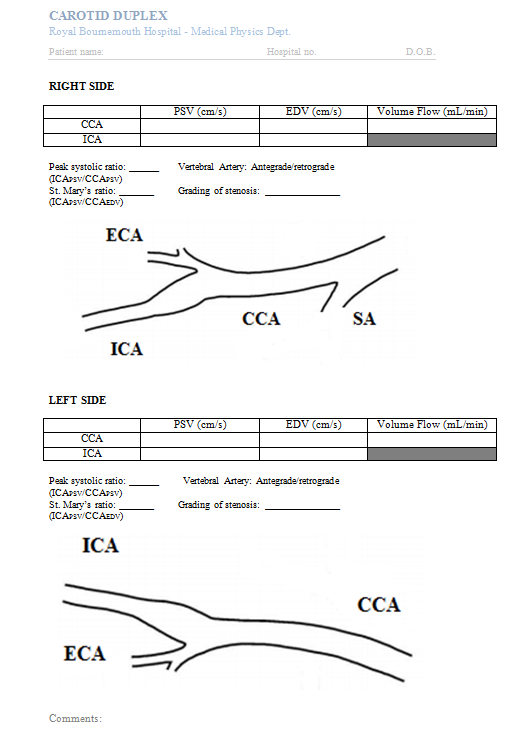 CAROTID DUPLEX
Royal Bournemouth Hospital - Medical Physics Dept.
Patient name: Hospital no. D.O.B.
RIGHT SIDE
PSV (cm/s) EDV (cm/s) Volume Flow (mL/min)
CCA
ICA
Peak systolic ratio: ______ Vertebral Artery: Antegrade/retrograde
(ICAPSV/CCAPSV)
St. Mary's ratio: _______ Grading of stenosis: _______________
(ICAPSV/CCAEDV)
ECA
CCA SA
ICA
LEFT SIDE
PSV (cm/s) EDV (cm/s) Volume Flow (mL/min)
CCA
ICA
Peak systolic ratio: ______ Vertebral Artery: Antegrade/retrograde
(ICAPSV/CCAPSV)
St. Mary's ratio: _______ Grading of stenosis: _______________
(ICAPSV/CCAEDV)
ICA
CCA
ECA
Comments: